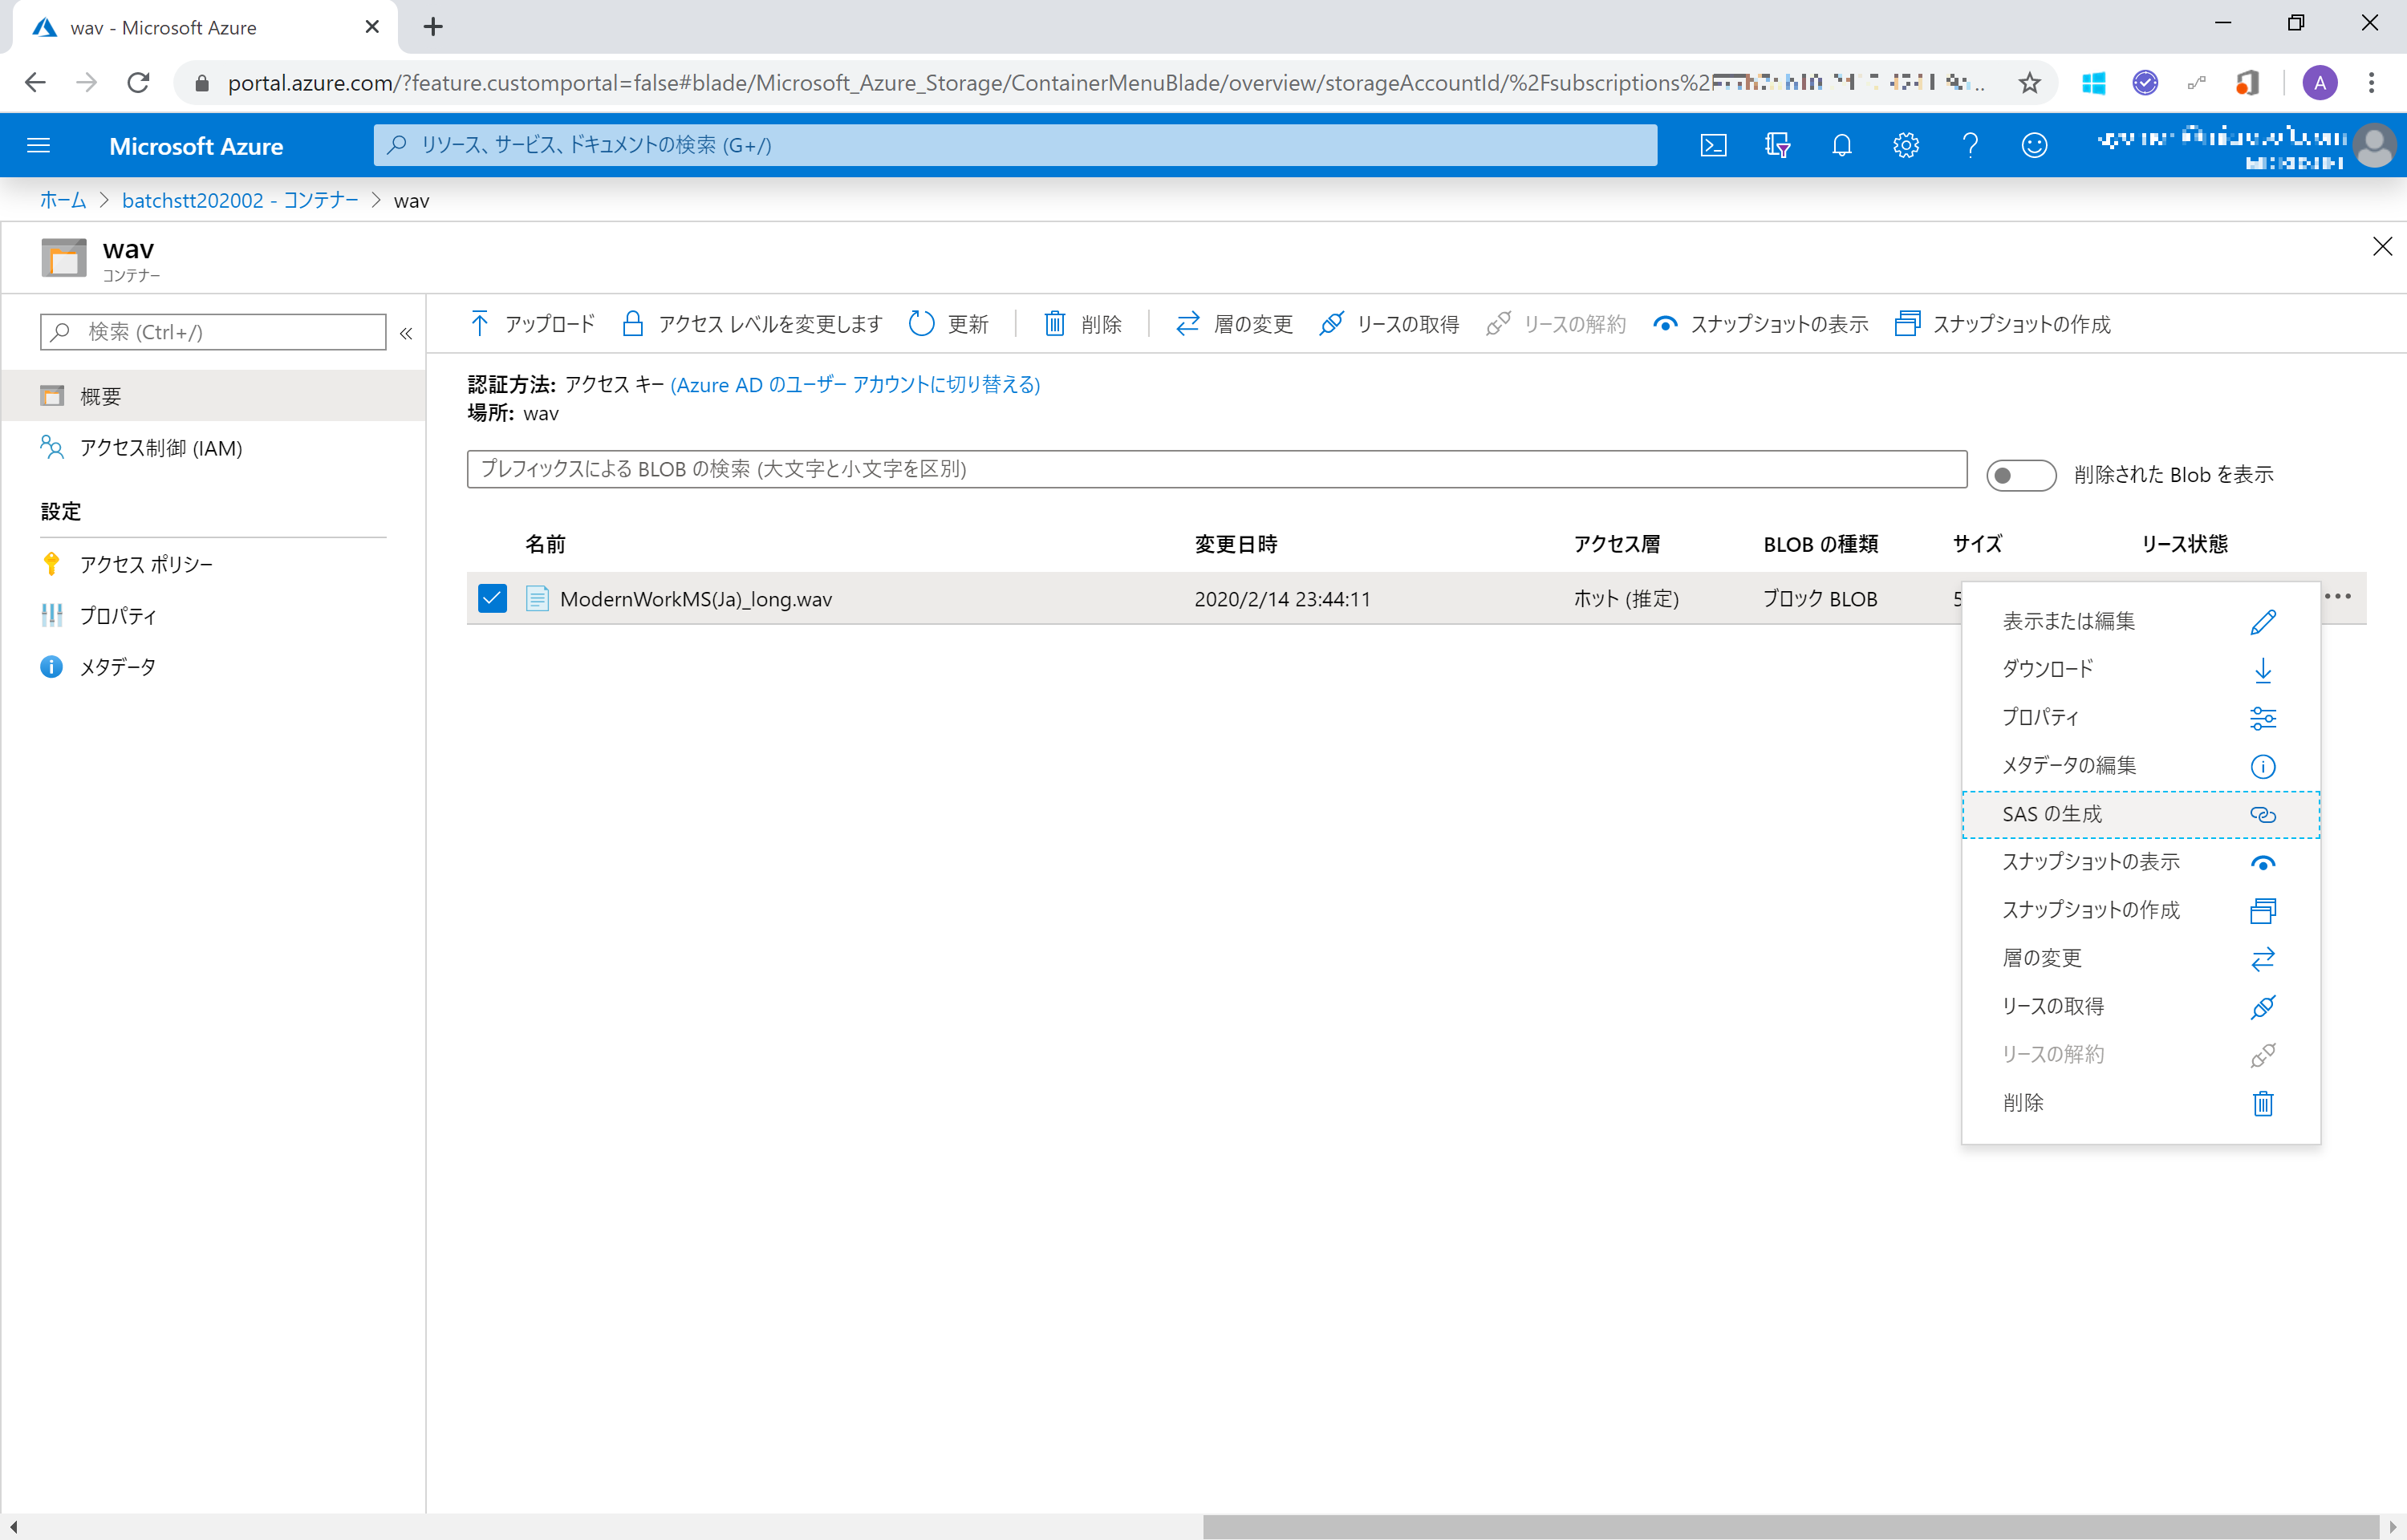 wav - Microsoft Azure
portal.azure.com/?feature.customportal=false#blade/Microsoft_Azure_Storage/ContainerMenuBlade/overview/storageAccountId/%2Fsubscriptions%2F
A
Microsoft Azure
リソース、サービス、ドキュメントの検索 (G+/)
ホーム > batchstt202002 - コンテナー > wav
wav
コンテナー
検索 (Ctrl+/)
概要
アクセス制御 (IAM)
設定
アクセス ポリシー
プロパティ
メタデータ
アップロード アクセス レベルを変更します 更新 削除 層の変更 リースの取得 リースの解約 スナップショットの表示 スナップショットの作成
認証方法: アクセス キー (Azure AD のユーザー アカウントに切り替える)
場所: wav
プレフィックスによる BLOB の検索 (大文字と小文字を区別)
削除された Blob を表示
名前 変更日時 アクセス層 BLOB の種類 サイズ リース状態
ModernWorkMS(Ja)_long.wav 2020/2/14 23:44:11 ホット (推定) ブロック BLOB
表示または編集
ダウンロード
プロパティ
メタデータの編集
SAS の生成
スナップショットの表示
スナップショットの作成
層の変更
リースの取得
リースの解約
削除